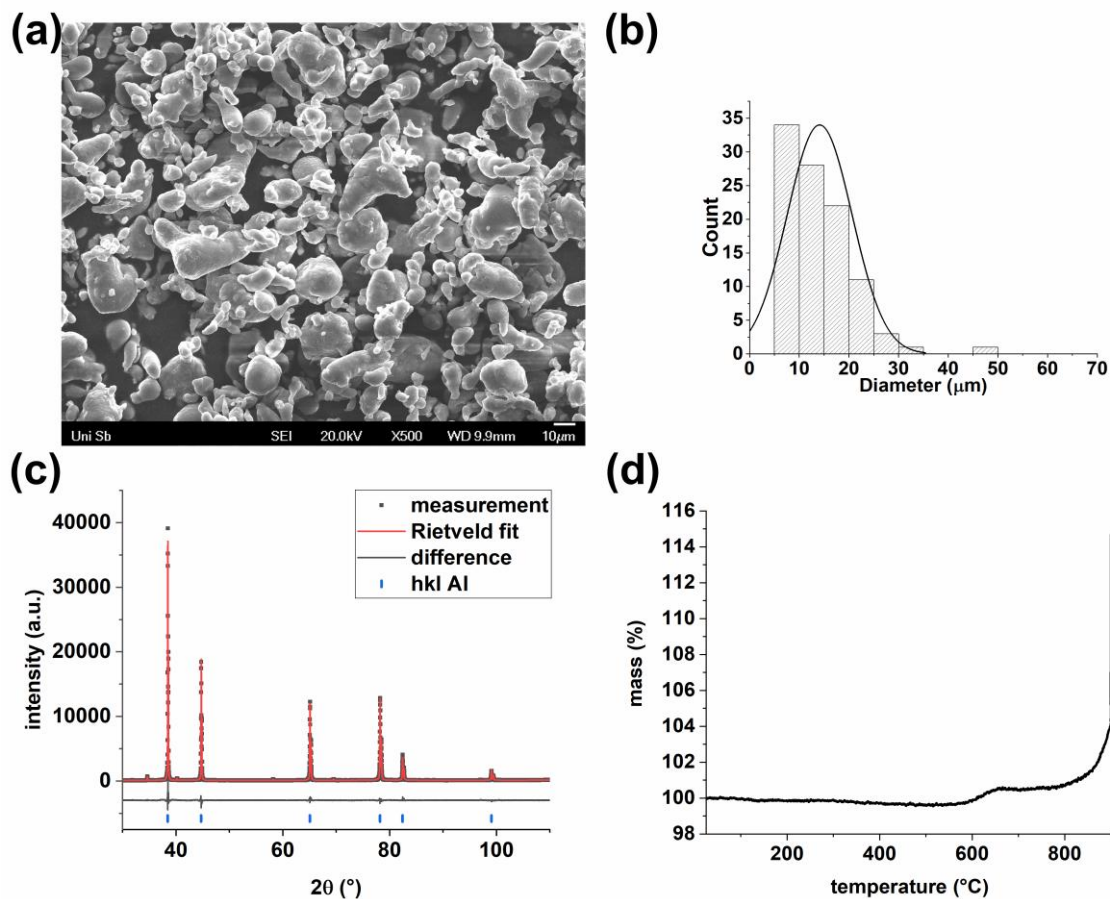 (a)
Uni Sb SEI 20.0kV X500 WD 9.9mm 10μm
(b)
35
30
25
20
15
10
5
0
Count
0 10 20 30 40 50 60 70
Diameter (μm)
(c)
measurement
Rietveld fit
difference
hkl Al
40000
30000
20000
10000
0
intensity (a.u.)
40 60 80 100
2θ (°)
(d)
116
114
112
110
108
106
104
102
100
98
mass (%)
200 400 600 800
temperature (°C)